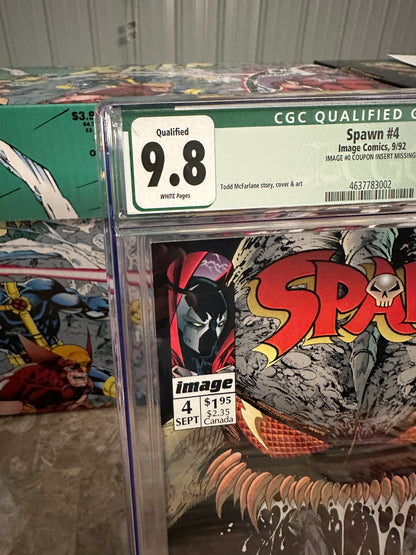 $3.9
CGC QUALIFIED G
Qualified
9.8
WHITE Pages
Spawn #4
Image Comics, 9/92
IMAGE #0 COUPON INSERT MISSING
Todd McFarlane story, cover & art
4637783002
SPA
image
4
SEPT
$1.95
$2.35
Canada